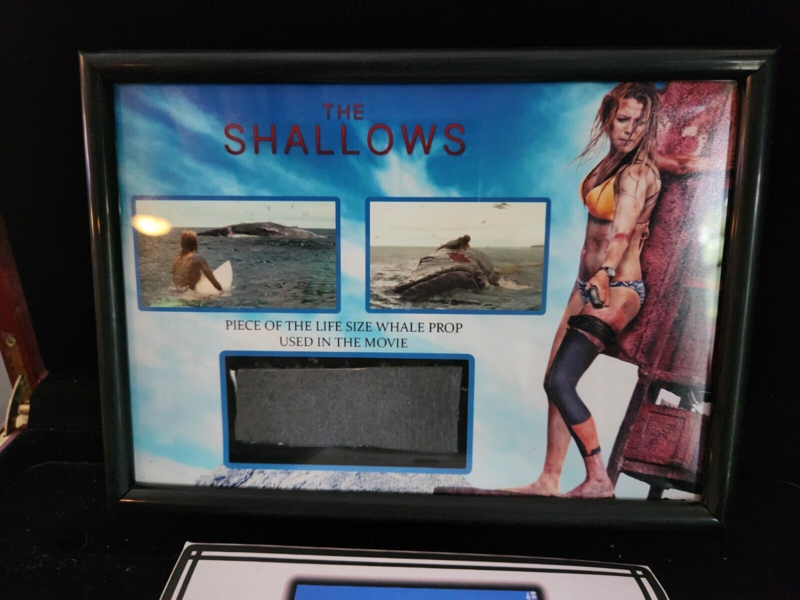 THE
SHALLOWS
PIECE OF THE LIFE SIZE WHALE PROP
USED IN THE MOVIE